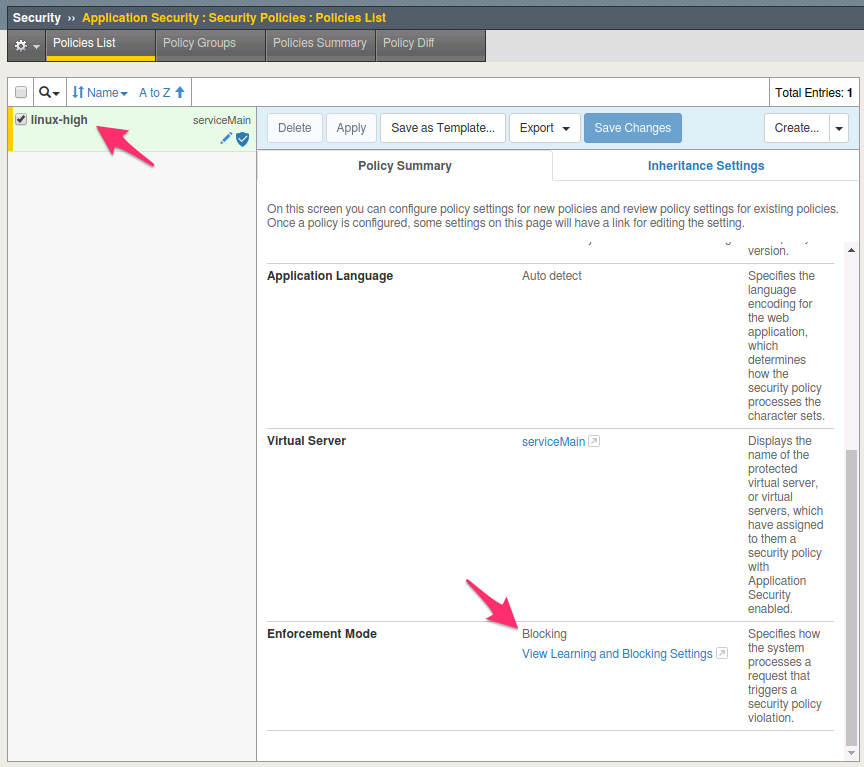 Security ›› Application Security : Security Policies : Policies List
Policies List
Policy Groups
Policies Summary
Policy Diff
Name
A to Z
Total Entries: 1
linux-high
serviceMain
Delete
Apply
Save as Template...
Export
Save Changes
Create...
Policy Summary
Inheritance Settings
On this screen you can configure policy settings for new policies and review policy settings for existing policies.
Once a policy is configured, some settings on this page will have a link for editing the setting.
version.
Application Language
Auto detect
Specifies the
language
encoding for
the web
application,
which
determines
how the
security policy
processes the
character sets.
Virtual Server
serviceMain
Displays the
name of the
protected
virtual server,
or virtual
servers, which
have assigned
to them a
security policy
with
Application
Security
enabled.
Enforcement Mode
Blocking
View Learning and Blocking Settings
Specifies how
the system
processes a
request that
triggers a
security policy
violation.